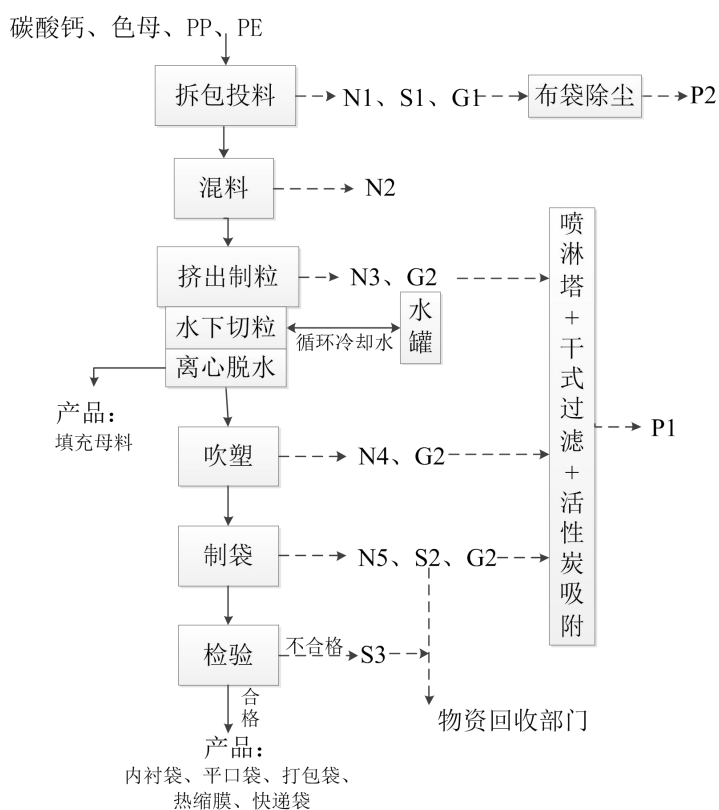 碳酸钙、色母、PP、PE
拆包投料
N1、S1、G1
布袋除尘
P2
混料
N2
挤出制粒
N3、G2
水下切粒
循环冷却水
水罐
离心脱水
产品：
填充母料
喷淋塔+干式过滤+活性炭吸附
P1
吹塑
N4、G2
制袋
N5、S2、G2
检验
不合格
S3
合格
物资回收部门
产品：
内衬袋、平口袋、打包袋、
热缩膜、快递袋